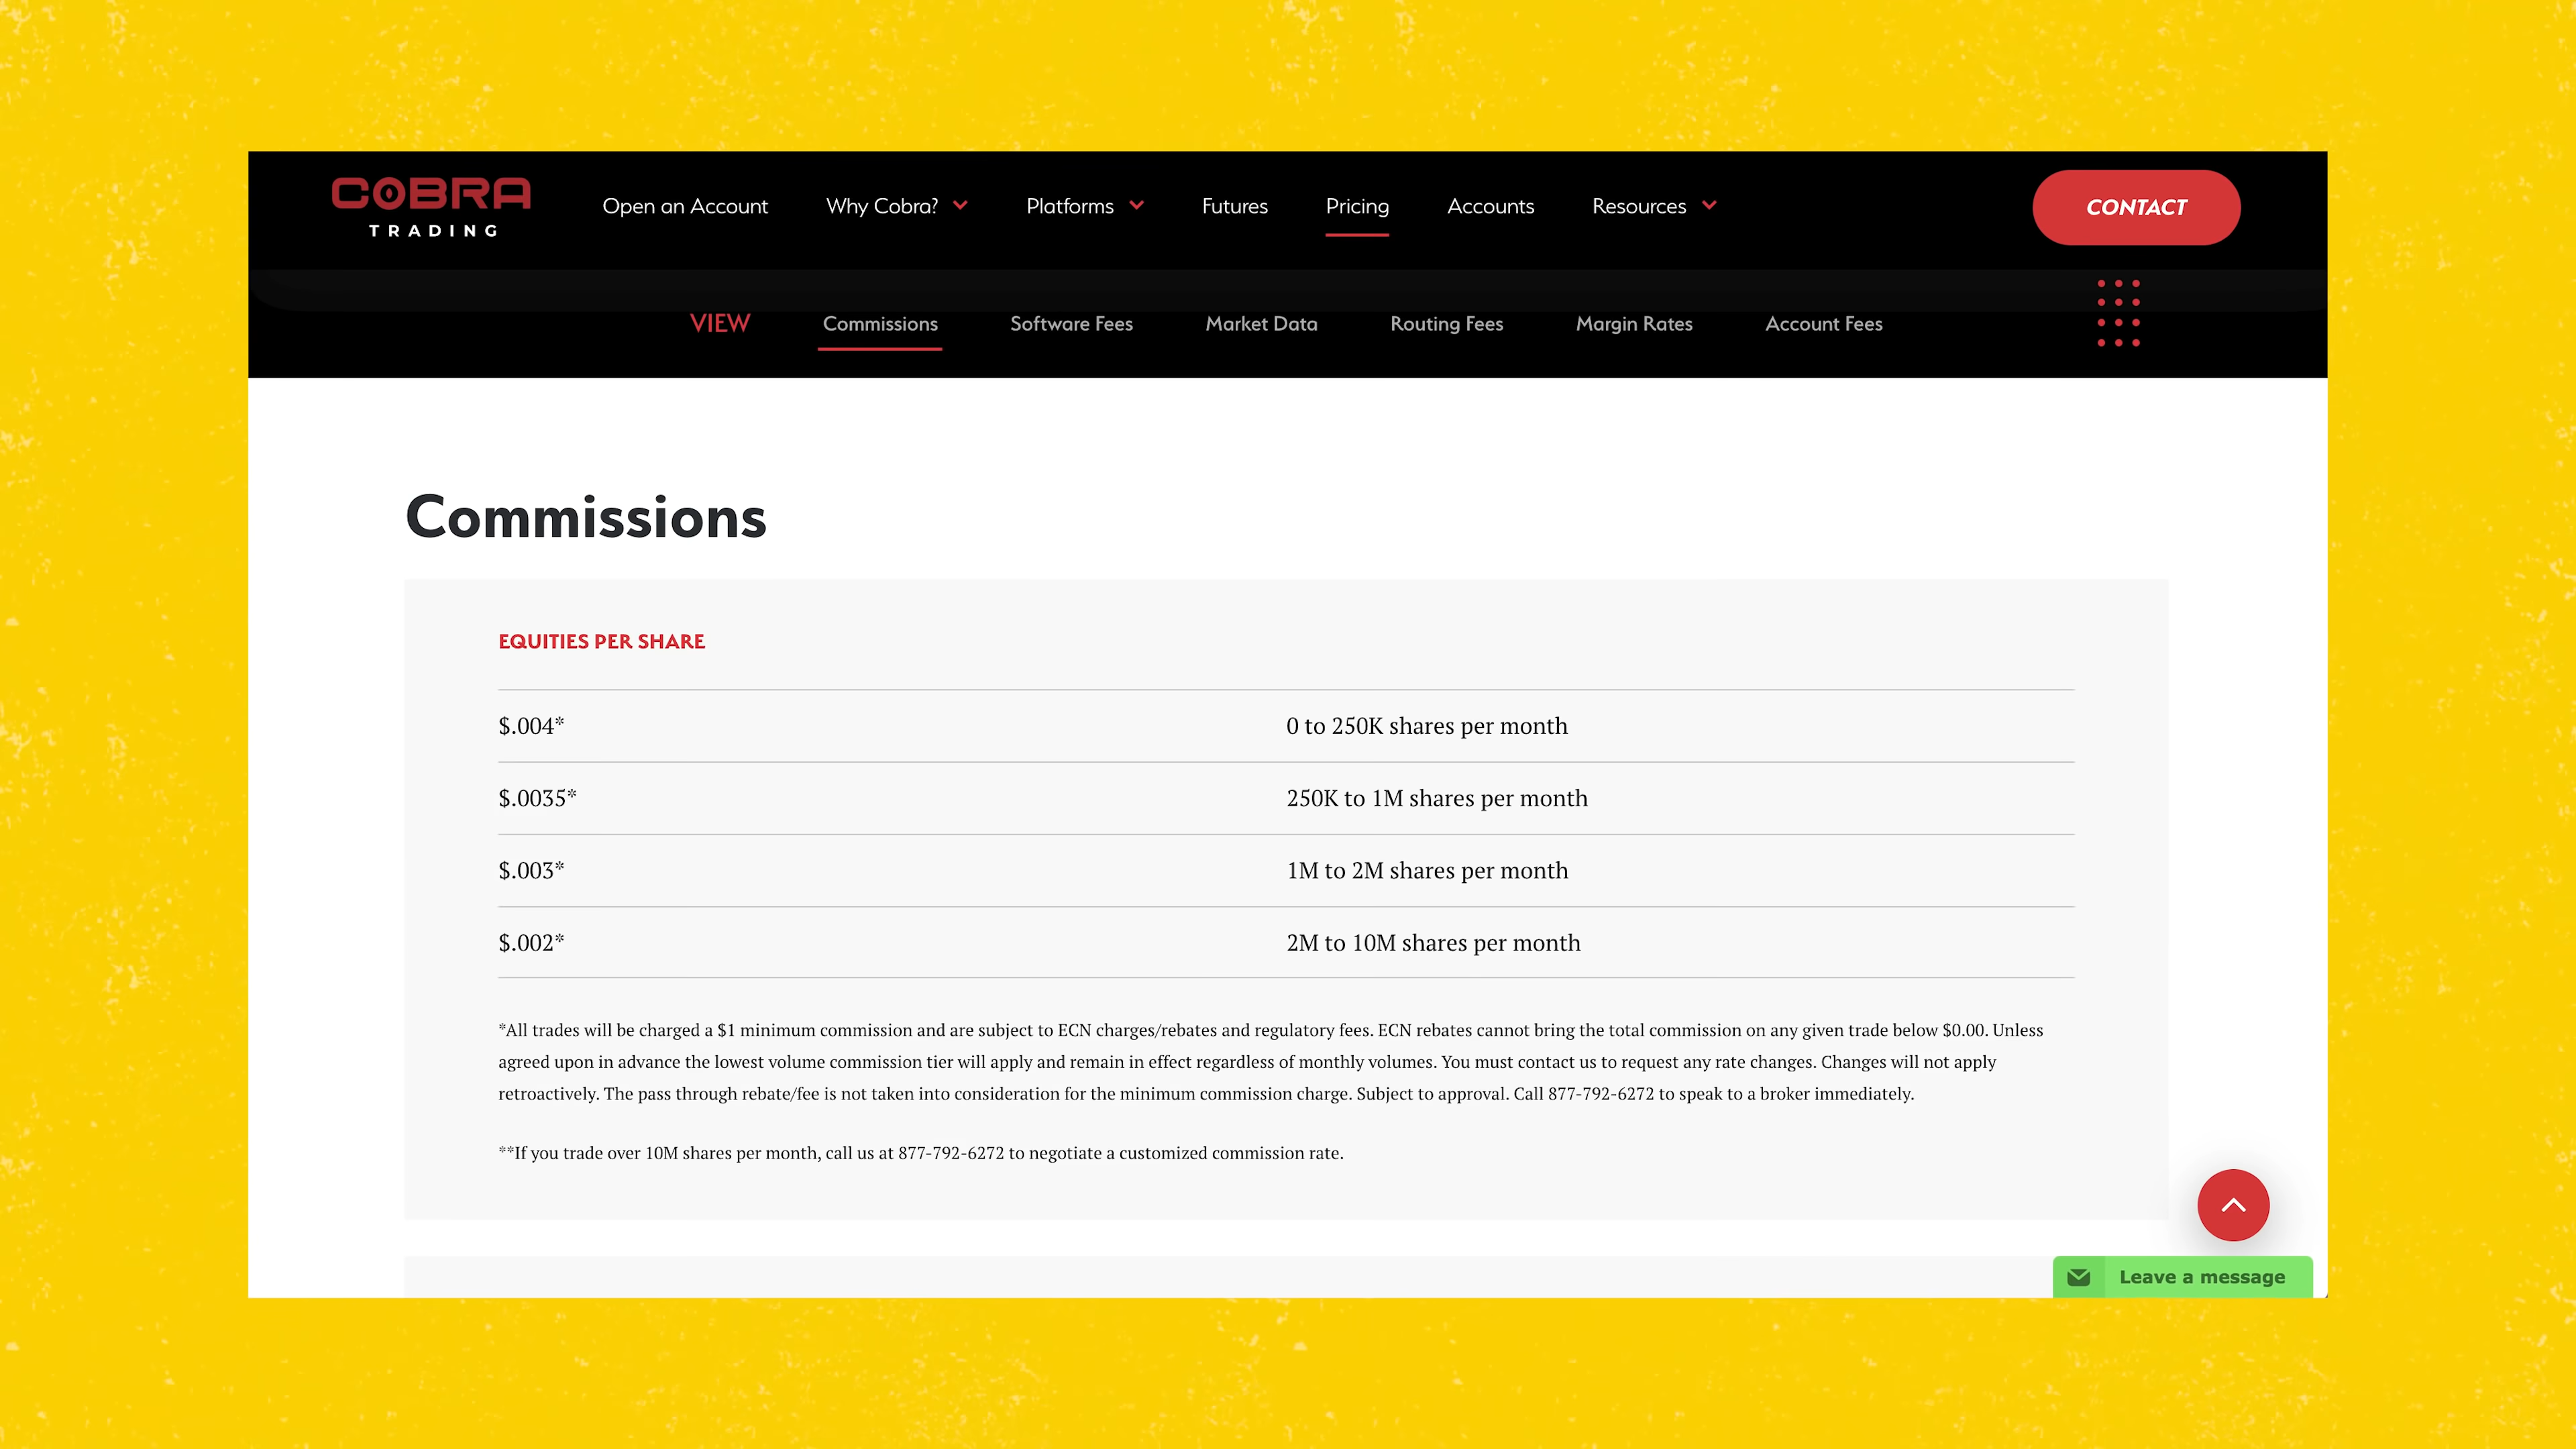 COBRA
TRADING
Open an Account
Why Cobra?
Platforms
Futures
Pricing
Accounts
Resources
CONTACT
VIEW
Commissions
Software Fees
Market Data
Routing Fees
Margin Rates
Account Fees
Commissions
EQUITIES PER SHARE
$.004* 0 to 250K shares per month
$.0035* 250K to 1M shares per month
$.003* 1M to 2M shares per month
$.002* 2M to 10M shares per month
*All trades will be charged a $1 minimum commission and are subject to ECN charges/rebates and regulatory fees. ECN rebates cannot bring the total commission on any given trade below $0.00. Unless
agreed upon in advance the lowest volume commission tier will apply and remain in effect regardless of monthly volumes. You must contact us to request any rate changes. Changes will not apply
retroactively. The pass through rebate/fee is not taken into consideration for the minimum commission charge. Subject to approval. Call 877-792-6272 to speak to a broker immediately.
**If you trade over 10M shares per month, call us at 877-792-6272 to negotiate a customized commission rate.
Leave a message